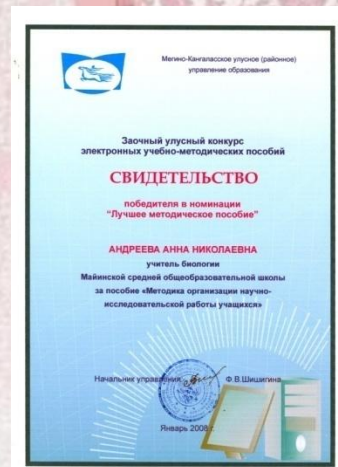 Мегино-Кангаласское улусное (районное)
управление образования
Заочный улусный конкурс
электронных учебно-методических пособий
СВИДЕТЕЛЬСТВО
победителя в номинации
"Лучшее методическое пособие"
АНДРЕЕВА АННА НИКОЛАЕВНА
учитель биологии
Майинской средней общеобразовательной школы
за пособие «Методика организации научно-
исследовательской работы учащихся»
Начальник управления Ф.В.Шишигина
Январь 2008 г.